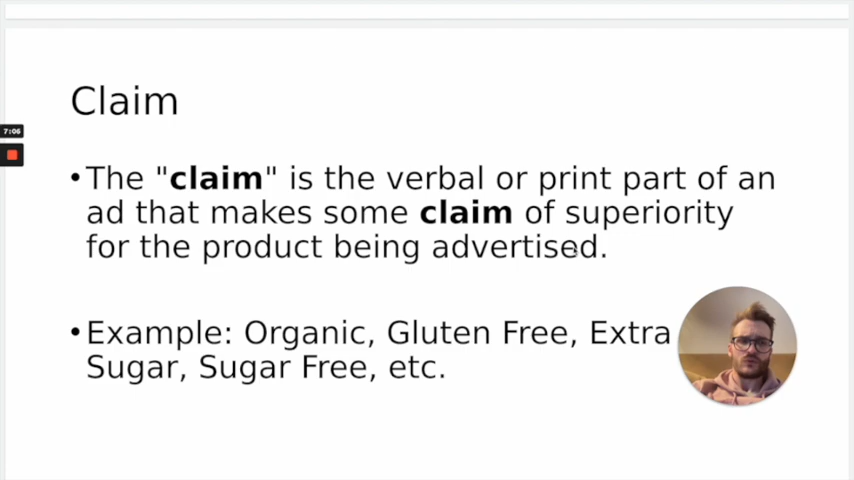 Claim
7:06
•The "claim" is the verbal or print part of an
ad that makes some claim of superiority
for the product being advertised.
•Example: Organic, Gluten Free, Extra
Sugar, Sugar Free, etc.